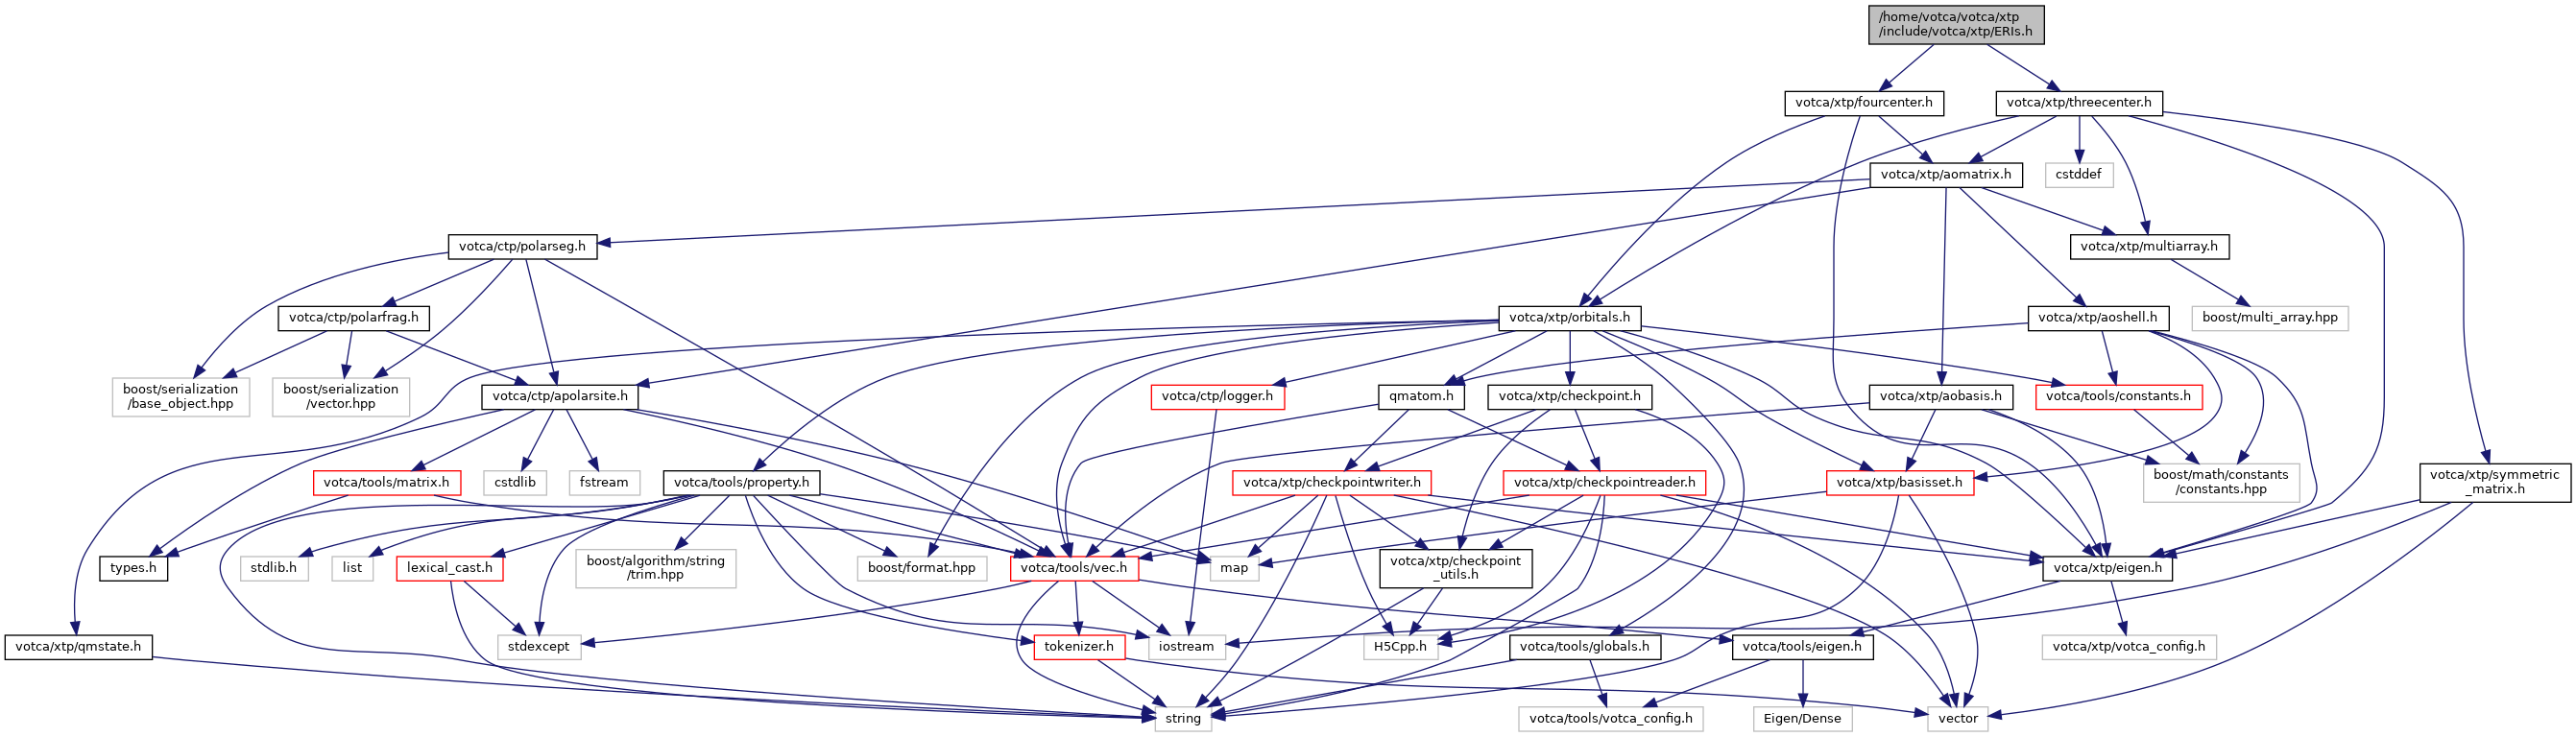 /home/votca/votca/xtp
/include/votca/xtp/ERIs.h
votca/xtp/fourcenter.h
votca/xtp/threecenter.h
votca/xtp/aomatrix.h
cstddef
votca/ctp/polarseg.h
votca/xtp/multiarray.h
votca/ctp/polarfrag.h
votca/xtp/orbitals.h
votca/xtp/aoshell.h
boost/multi_array.hpp
boost/serialization
/base_object.hpp
boost/serialization
/vector.hpp
votca/ctp/apolarsite.h
votca/ctp/logger.h
qmatom.h
votca/xtp/checkpoint.h
votca/xtp/aobasis.h
votca/tools/constants.h
votca/tools/matrix.h
cstdlib
fstream
votca/tools/property.h
votca/xtp/checkpointwriter.h
votca/xtp/checkpointreader.h
votca/xtp/basisset.h
boost/math/constants
/constants.hpp
votca/xtp/symmetric
_matrix.h
types.h
stdlib.h
list
lexical_cast.h
boost/algorithm/string
/trim.hpp
boost/format.hpp
votca/tools/vec.h
map
votca/xtp/checkpoint
_utils.h
votca/xtp/eigen.h
votca/xtp/qmstate.h
stdexcept
tokenizer.h
iostream
H5Cpp.h
votca/tools/globals.h
votca/tools/eigen.h
votca/xtp/votca_config.h
string
votca/tools/votca_config.h
Eigen/Dense
vector